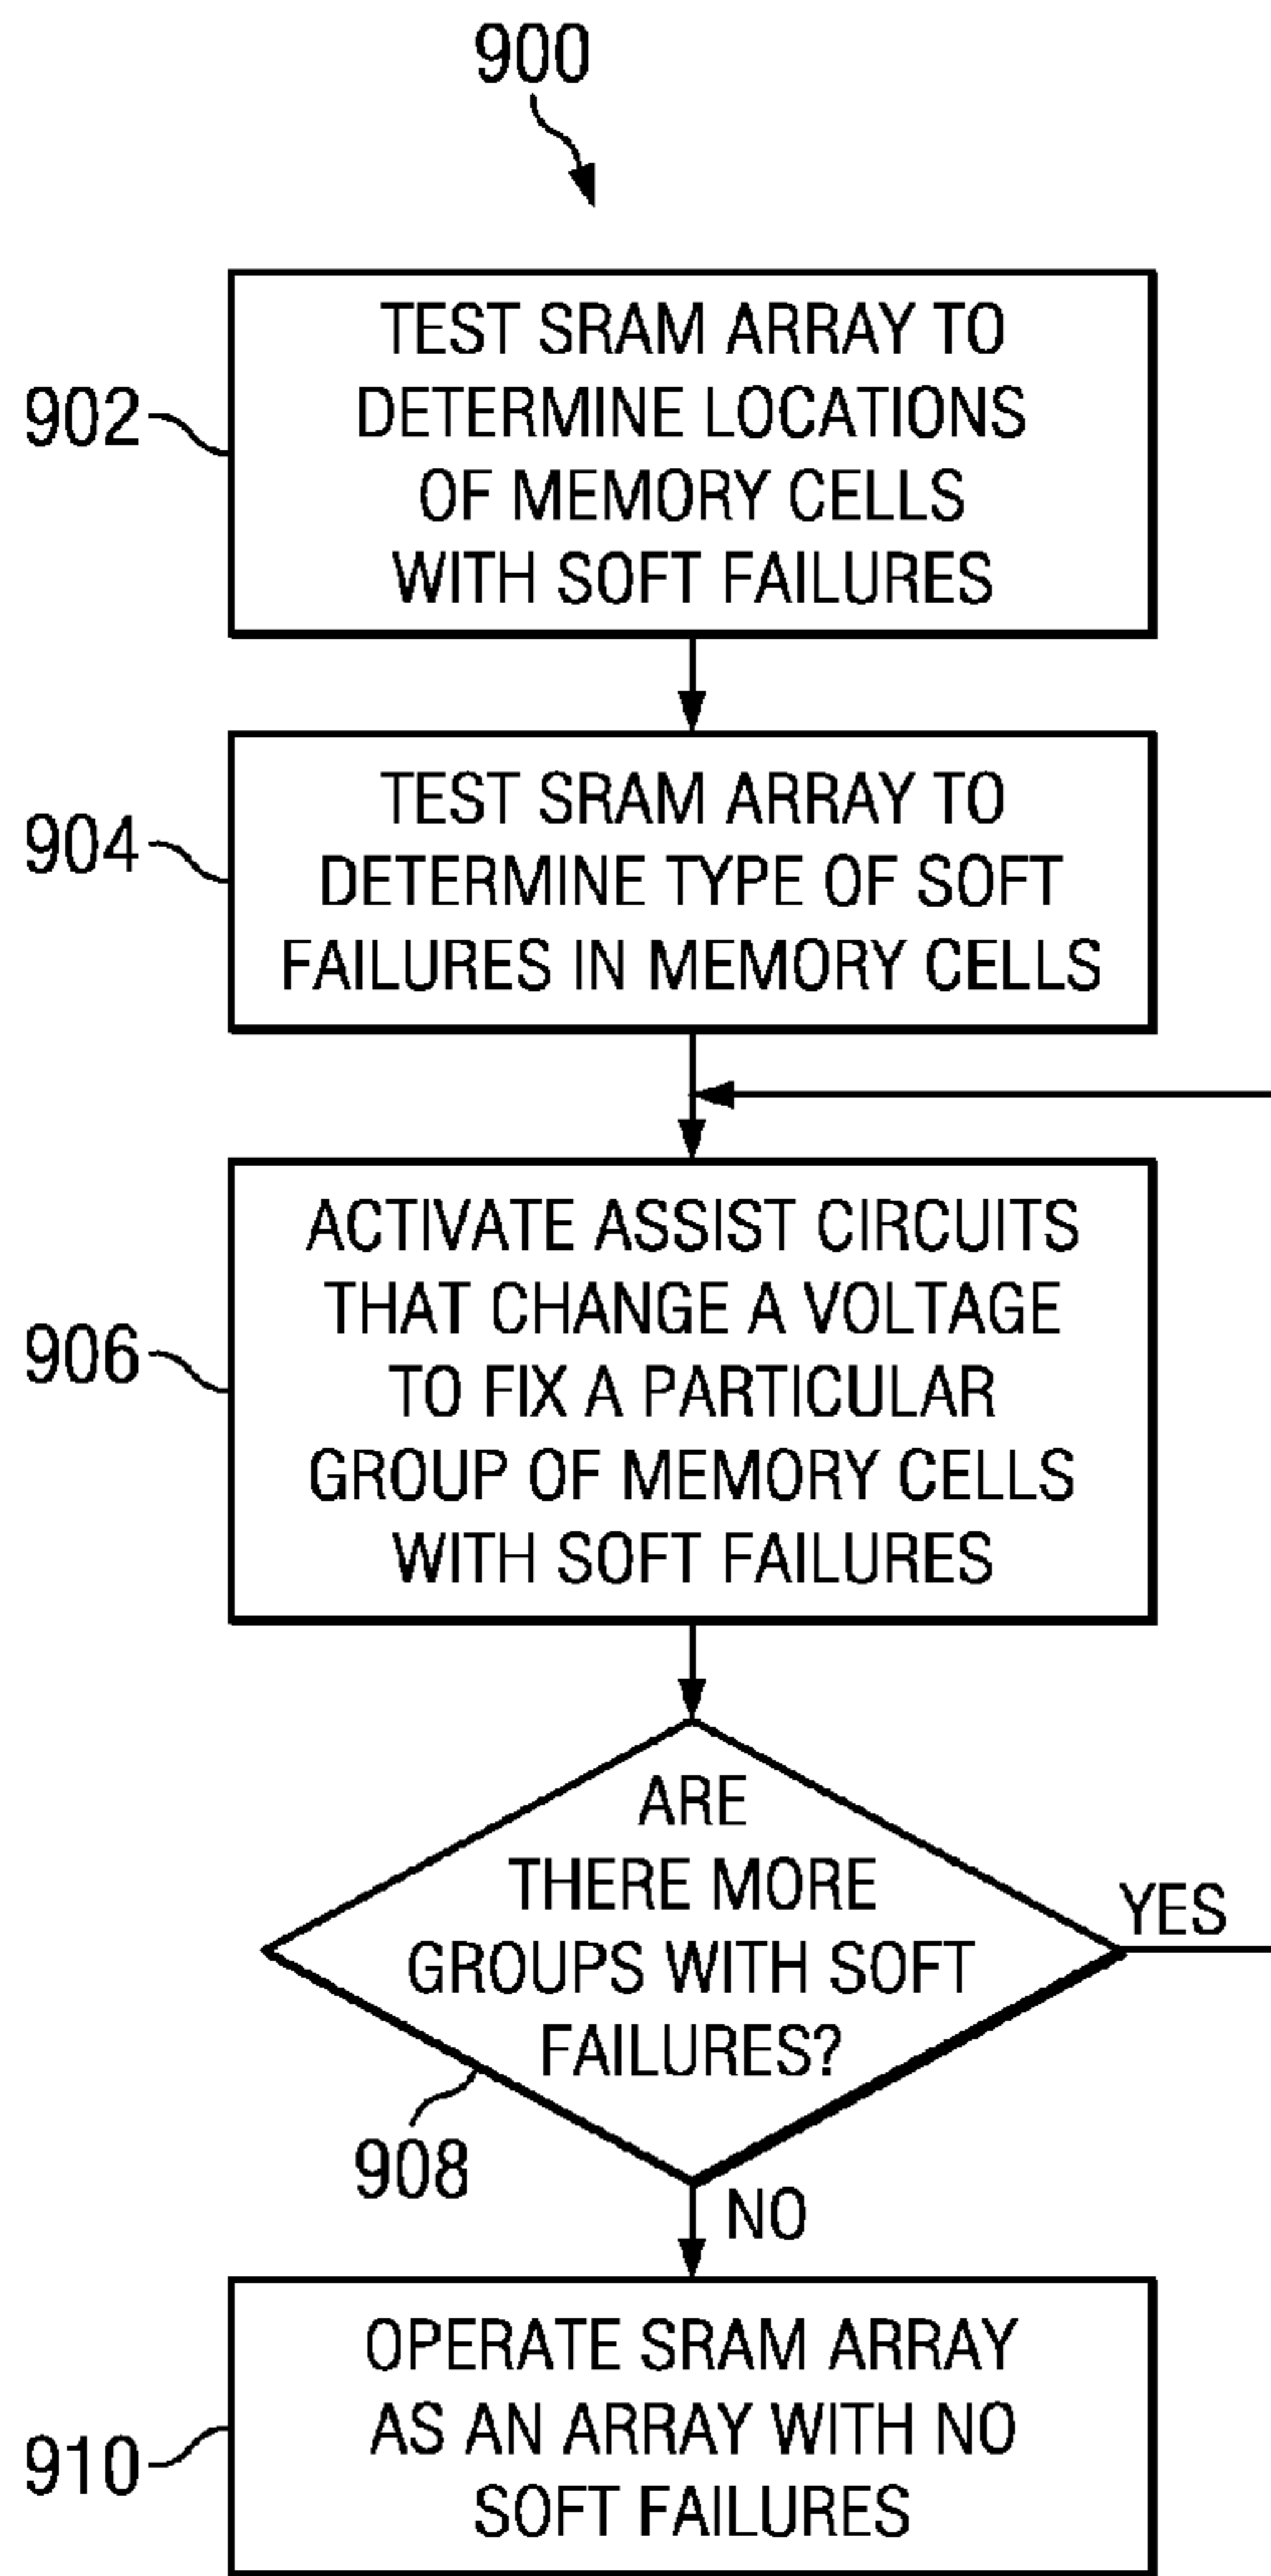 900
902
TEST SRAM ARRAY TO
DETERMINE LOCATIONS
OF MEMORY CELLS
WITH SOFT FAILURES
904
TEST SRAM ARRAY TO
DETERMINE TYPE OF SOFT
FAILURES IN MEMORY CELLS
906
ACTIVATE ASSIST CIRCUITS
THAT CHANGE A VOLTAGE
TO FIX A PARTICULAR
GROUP OF MEMORY CELLS
WITH SOFT FAILURES
ARE
THERE MORE
GROUPS WITH SOFT
FAILURES?
YES
908
NO
910
OPERATE SRAM ARRAY
AS AN ARRAY WITH NO
SOFT FAILURES